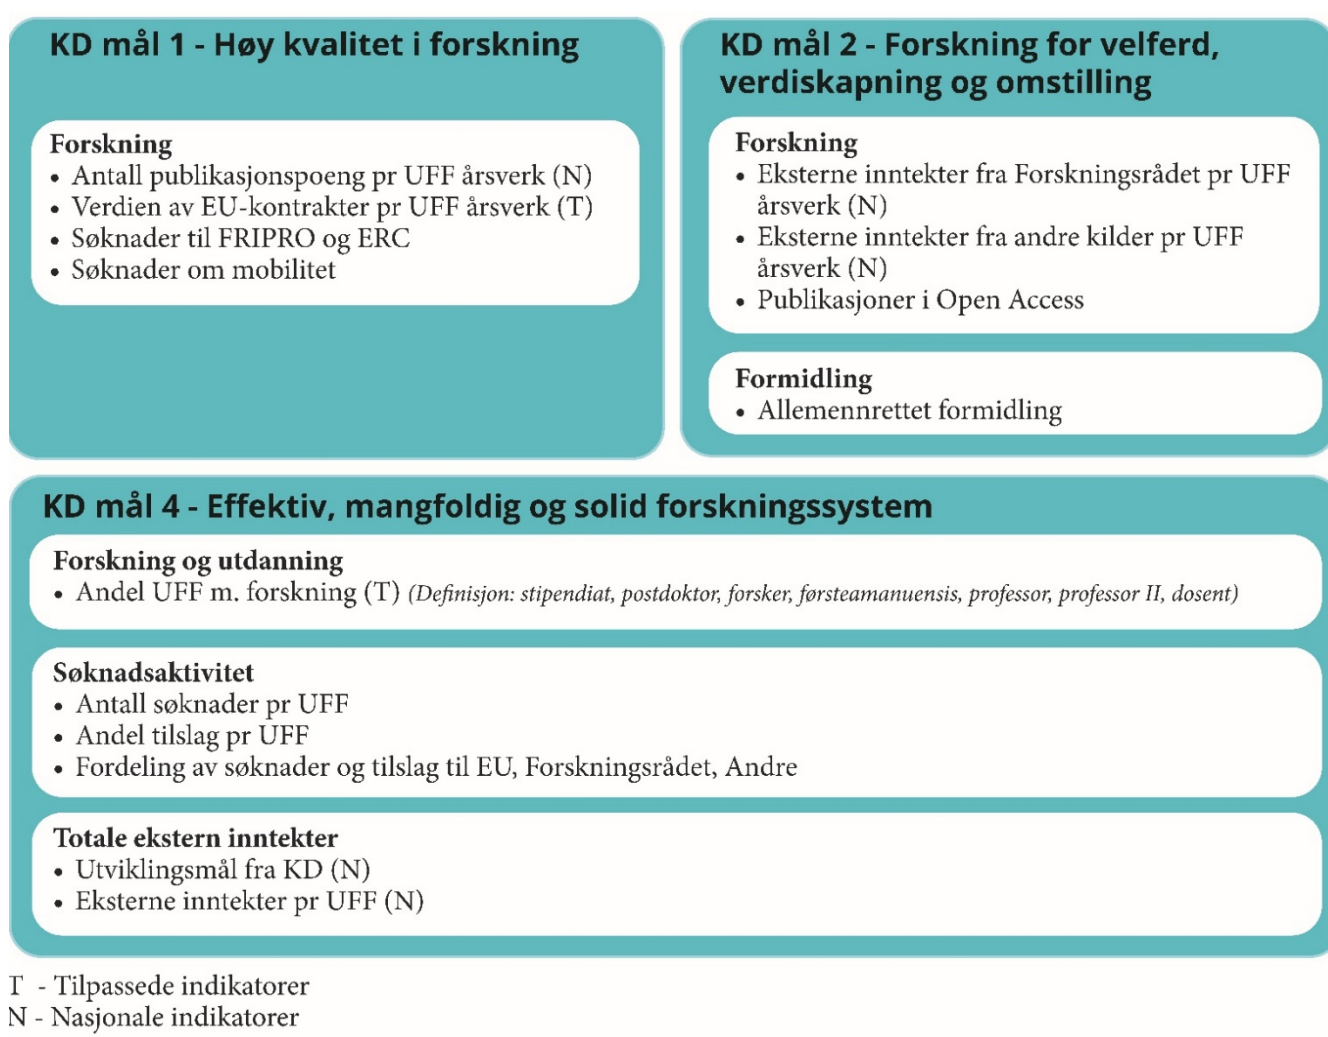 KD mål 1 - Høy kvalitet i forskning
Forskning
• Antall publikasjonspoeng pr UFF årsverk (N)
• Verdien av EU-kontrakter pr UFF årsverk (T)
• Søknader til FRIPRO og ERC
• Søknader om mobilitet
KD mål 2 - Forskning for velferd,
verdiskapning og omstilling
Forskning
• Eksterne inntekter fra Forskningsrådet pr UFF
årsverk (N)
• Eksterne inntekter fra andre kilder pr UFF
årsverk (N)
• Publikasjoner i Open Access
Formidling
• Allemennrettet formidling
KD mål 4 - Effektiv, mangfoldig og solid forskningssystem
Forskning og utdanning
• Andel UFF m. forskning (T) (Definisjon: stipendiat, postdoktor, forsker, førsteamanuensis, professor, professor II, dosent)
Søknadsaktivitet
• Antall søknader pr UFF
• Andel tilslag pr UFF
• Fordeling av søknader og tilslag til EU, Forskningsrådet, Andre
Totale ekstern inntekter
• Utviklingsmål fra KD (N)
• Eksterne inntekter pr UFF (N)
T - Tilpassede indikatorer
N - Nasjonale indikatorer